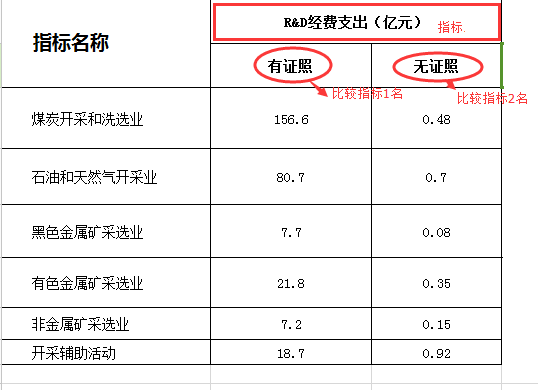 R&D经费支出（亿元） 指标.
指标名称
有证照 无证照
比较指标1名 比较指标2名
煤炭开采和洗选业 156.6 0.48
石油和天然气开采业 80.7 0.7
黑色金属矿采选业 7.7 0.08
有色金属矿采选业 21.8 0.35
非金属矿采选业 7.2 0.15
开采辅助活动 18.7 0.92